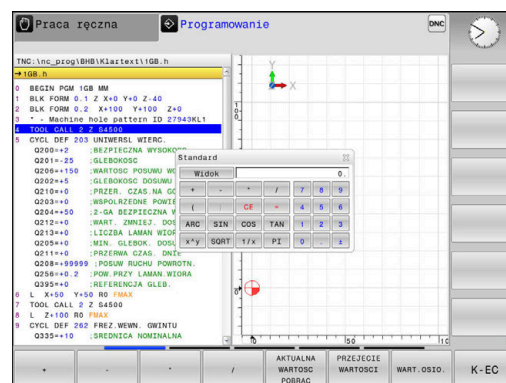 Praca ręczna
Programowanie
DNC
TNC:\nc_prog\BHB\Klartext\1GB.h
→1GB.h
0 BEGIN PGM 1GB MM
1 BLK FORM 0.1 Z X+0 Y+0 Z-40
2 BLK FORM 0.2 X+100 Y+100 Z+0
3 * - Machine hole pattern ID 27943KL1
4 TOOL CALL 2 Z S4500
5 CYCL DEF 203 UNIWERSL WIERC.
Q200=+2 ;BEZPIECZNA WYSOKOSC
Q201=-25 ;GLEBOKOSC
Q206=+150 ;WARTOSC POSUWU WG
Q202=+5 ;GLEBOKOSC DOSUWU
Q210=+0 ;PRZER. CZAS.NA GO
Q203=+0 ;WSPOLRZEDNE POWIE
Q204=+50 ;2-GA BEZPIECZNA W
Q212=+0 ;WART. ZMNIEJ. DOS
Q213=+0 ;LICZBA LAMAN WIOR
Q205=+0 ;MIN. GLEBOK. DOSU
Q211=+0 ;PRZERWA CZAS. DNIE
Q208=+99999 ;POSUW RUCHU POWROTN.
Q256=+0.2 ;POW.PRZY LAMAN.WIORA
Q395=+0 ;REFERENCJA GLEB.
6 L X+50 Y+50 R0 FMAX
7 TOOL CALL 2 Z S4500
8 L Z+100 R0 FMAX
9 CYCL DEF 262 FREZ.WEWN. GWINTU
Q335=+10 ;SREDNICA NOMINALNA
Y
X
Standard
Widok 0.
+ - * / 7 8 9
( ) CE = 4 5 6
ARC SIN COS TAN 1 2 3
x^y SQRT 1/x PI 0 . ±
50
+ - * / AKTUALNA WARTOSC POBRAC PRZEJECIE WARTOSCI WART.OSIO. K-EC